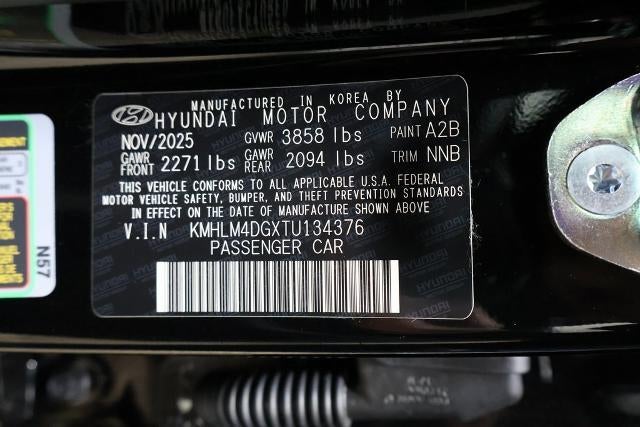 MANUFACTURED IN KOREA BY
HYUNDAI MOTOR COMPANY
NOV/2025 GVWR 3858 lbs PAINT A2B
GAWR FRONT 2271 lbs GAWR REAR 2094 lbs TRIM NNB
THIS VEHICLE CONFORMS TO ALL APPLICABLE U.S.A. FEDERAL
MOTOR VEHICLE SAFETY, BUMPER, AND THEFT PREVENTION STANDARDS
IN EFFECT ON THE DATE OF MANUFACTURE SHOWN ABOVE
V.I.N KMHLM4DGXTU134376
PASSENGER CAR
N57